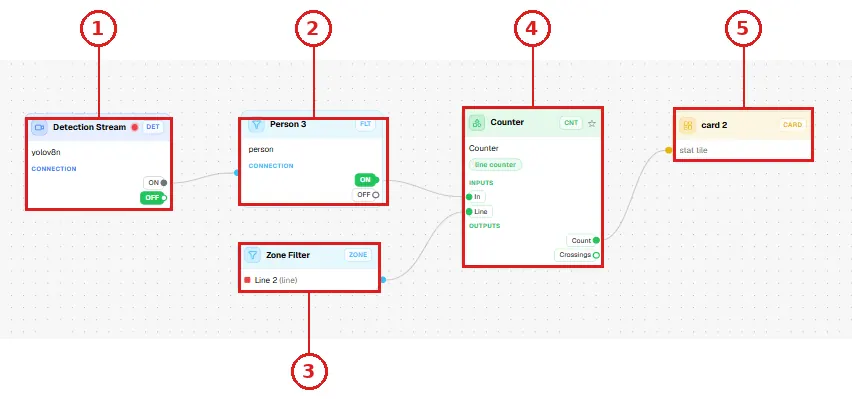 1
2
3
4
5
Detection Stream
DET
yolov8n
CONNECTION
ON
OFF
Person 3
FLT
person
CONNECTION
ON
OFF
Zone Filter
ZONE
Line 2 (line)
Counter
CNT
Counter
line counter
INPUTS
In
Line
OUTPUTS
Count
Crossings
card 2
CARD
stat tile